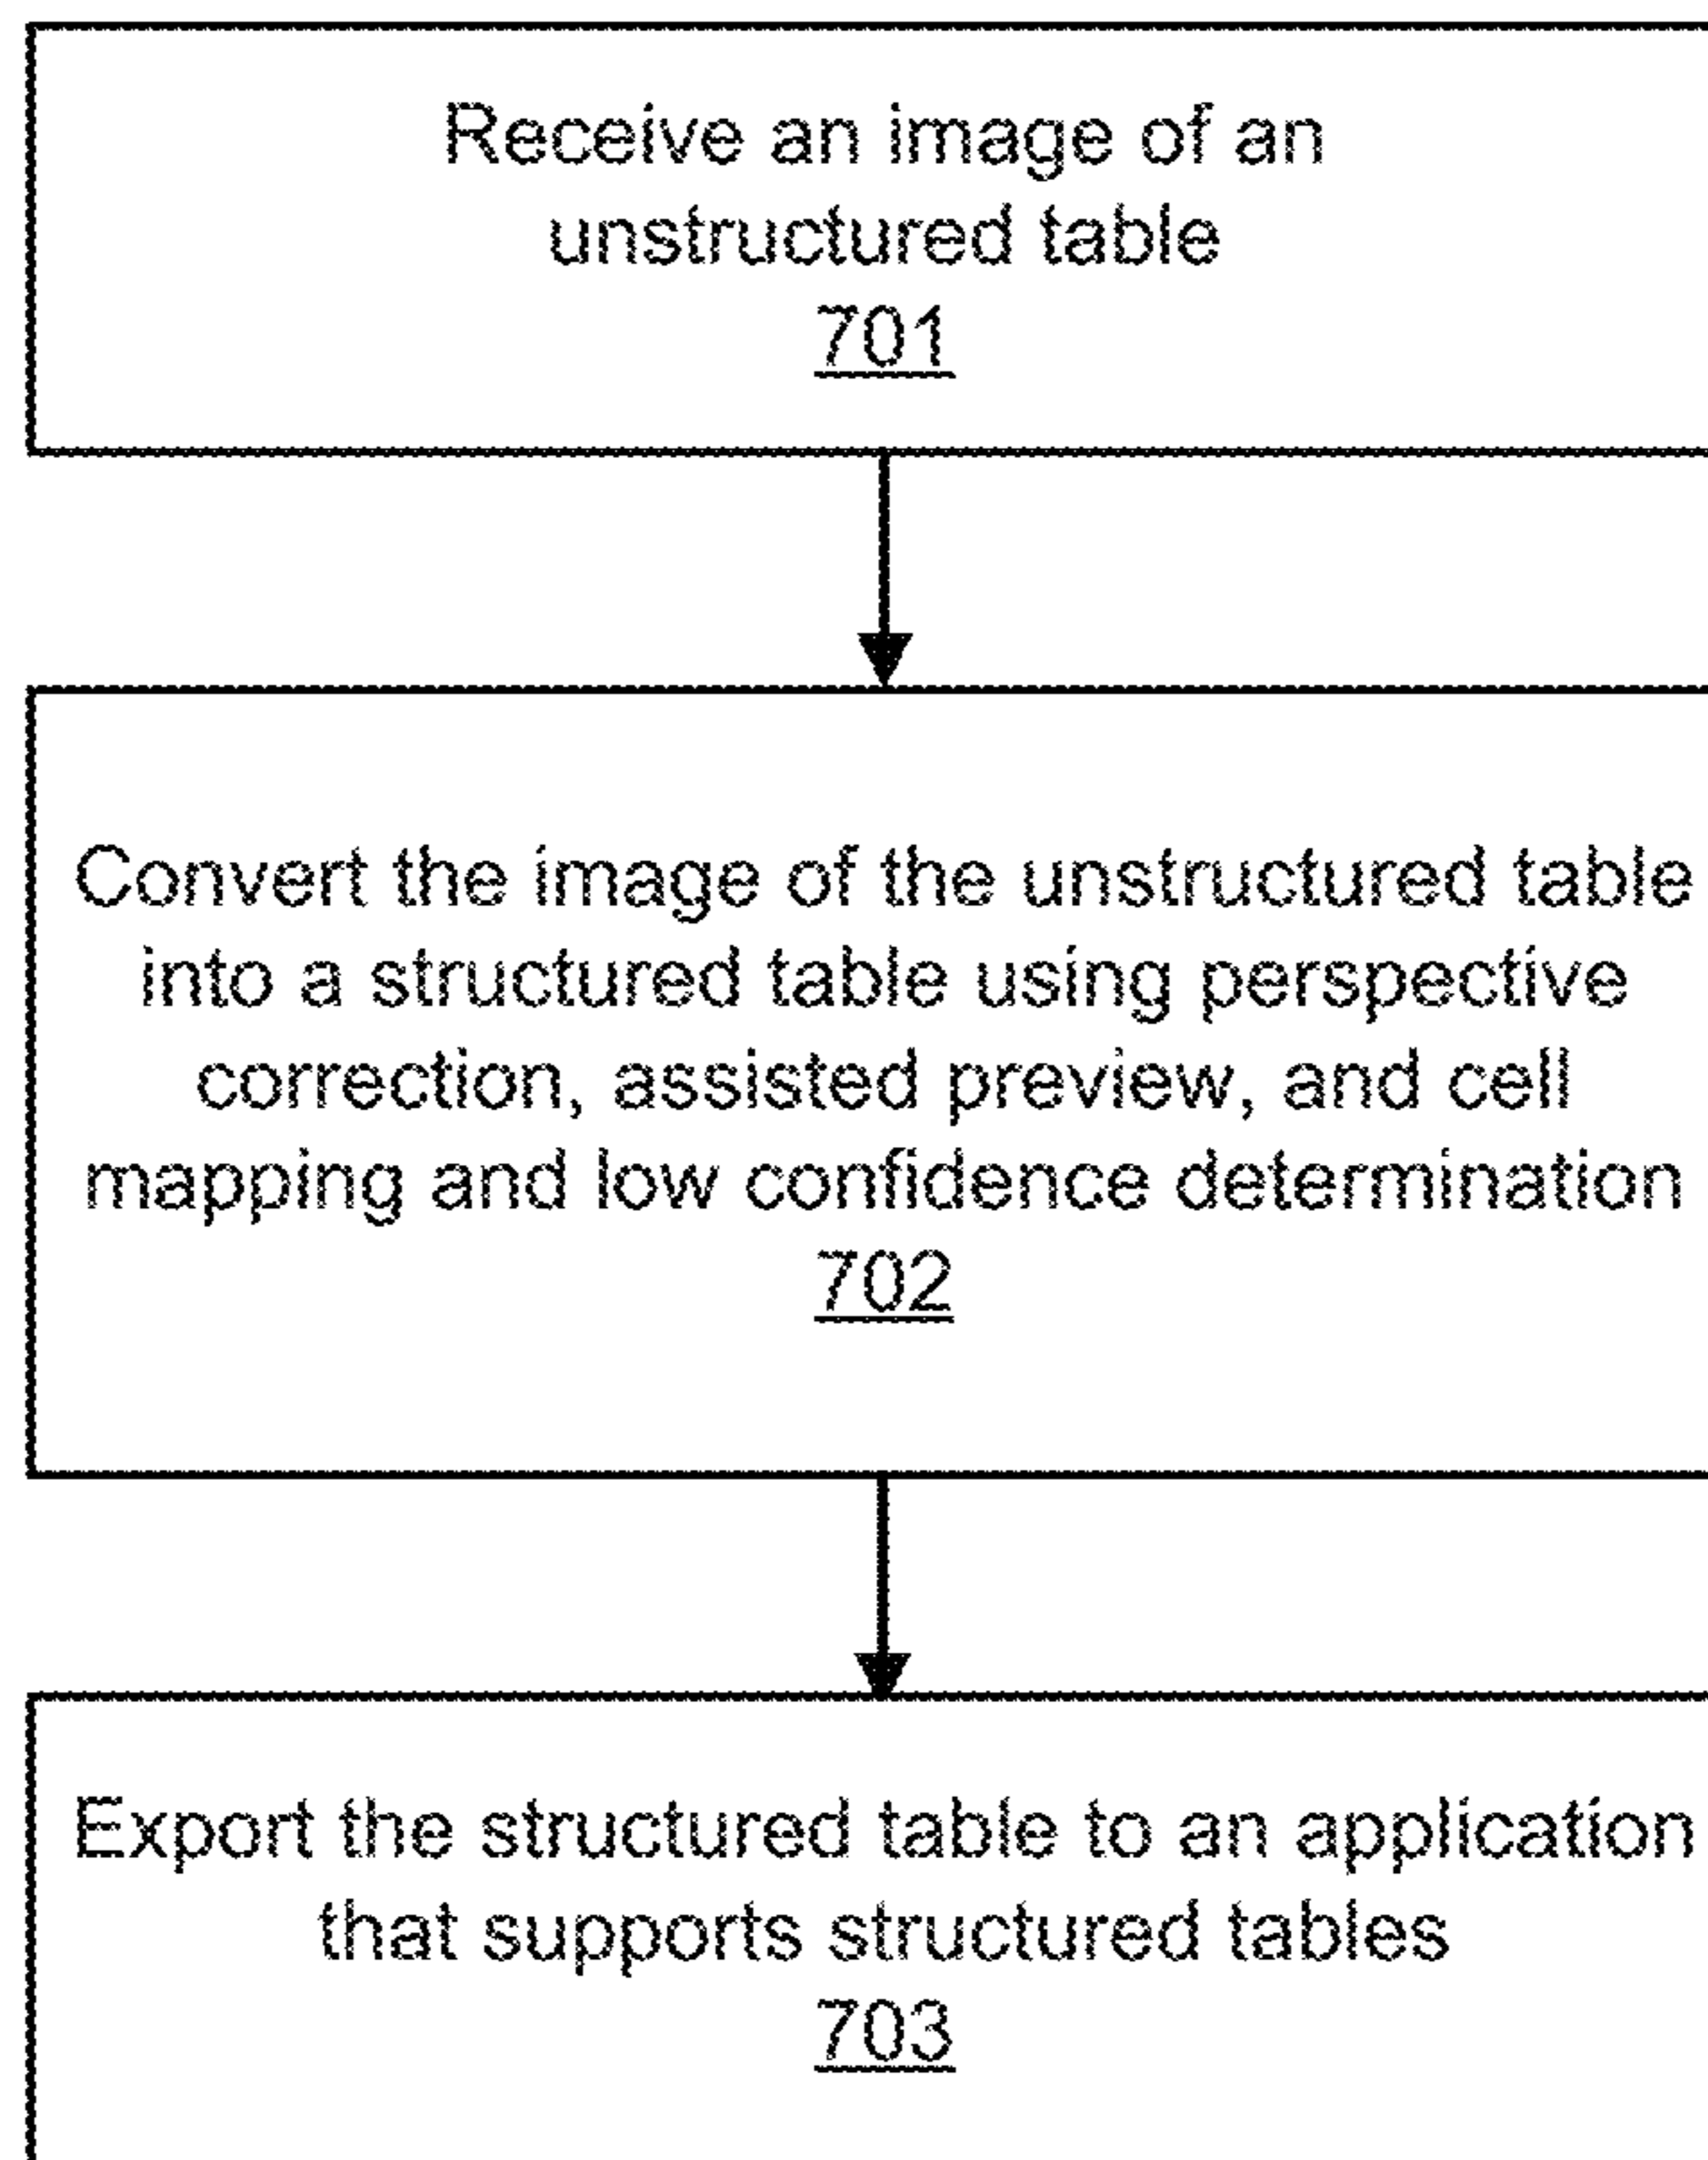 Receive an image of an
unstructured table
701
Convert the image of the unstructured table
into a structured table using perspective
correction, assisted preview, and cell
mapping and low confidence determination
702
Export the structured table to an application
that supports structured tables
703